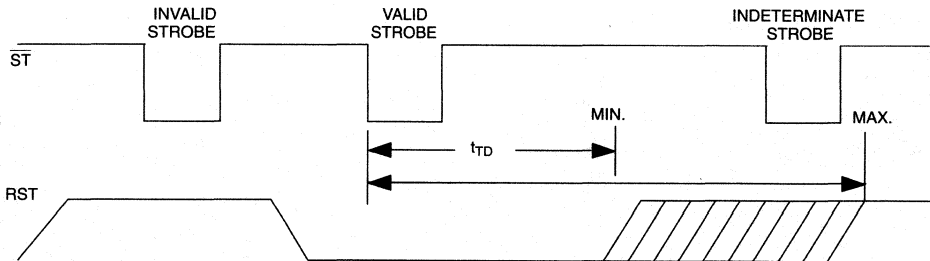 INVALID
STROBE
VALID
STROBE
INDETERMINATE
STROBE
ST
MIN.
MAX.
tTD
RST